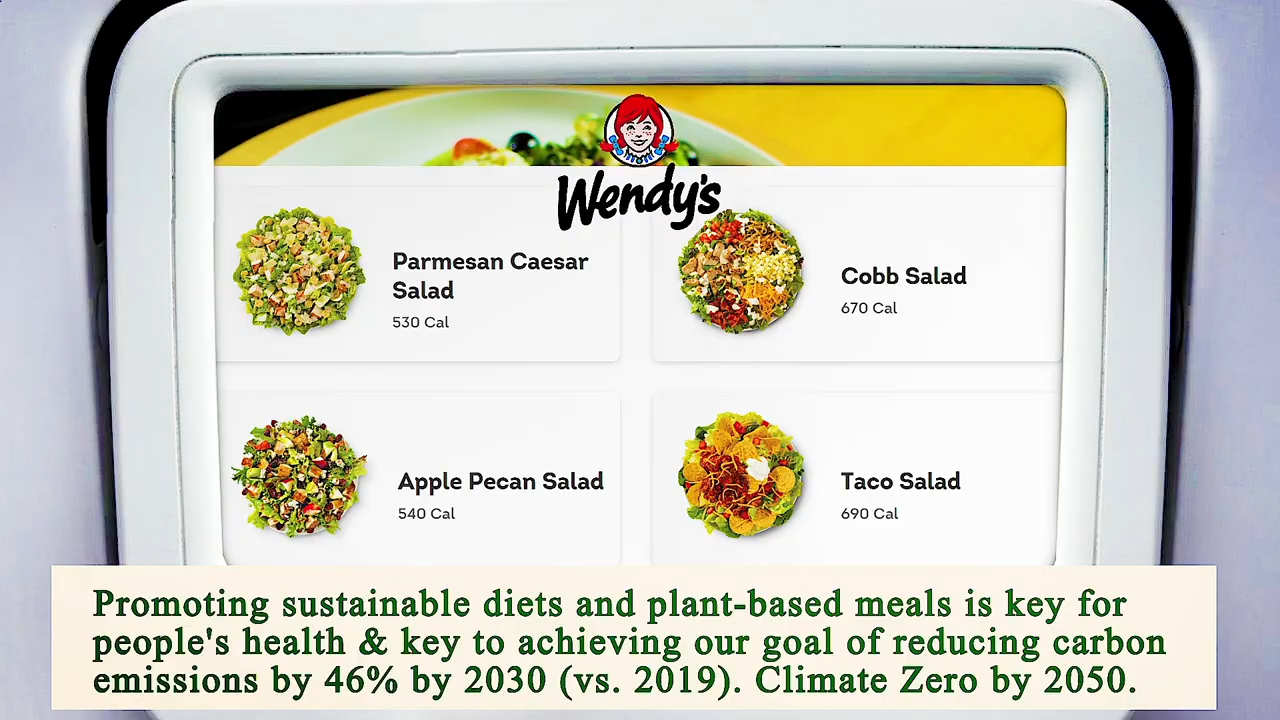 Wendy's
Parmesan Caesar
Salad
530 Cal
Cobb Salad
670 Cal
Apple Pecan Salad
540 Cal
Taco Salad
690 Cal
Promoting sustainable diets and plant-based meals is key for
people's health & key to achieving our goal of reducing carbon
emissions by 46% by 2030 (vs. 2019). Climate Zero by 2050.